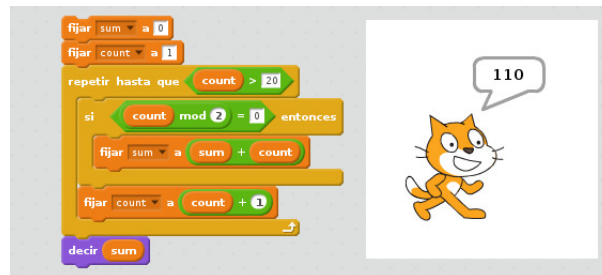 fijar sum a 0
fijar count a 1
repetir hasta que count > 20
si count mod 2 = 0 entonces
fijar sum a sum + count
fijar count a count + 1
decir sum
110